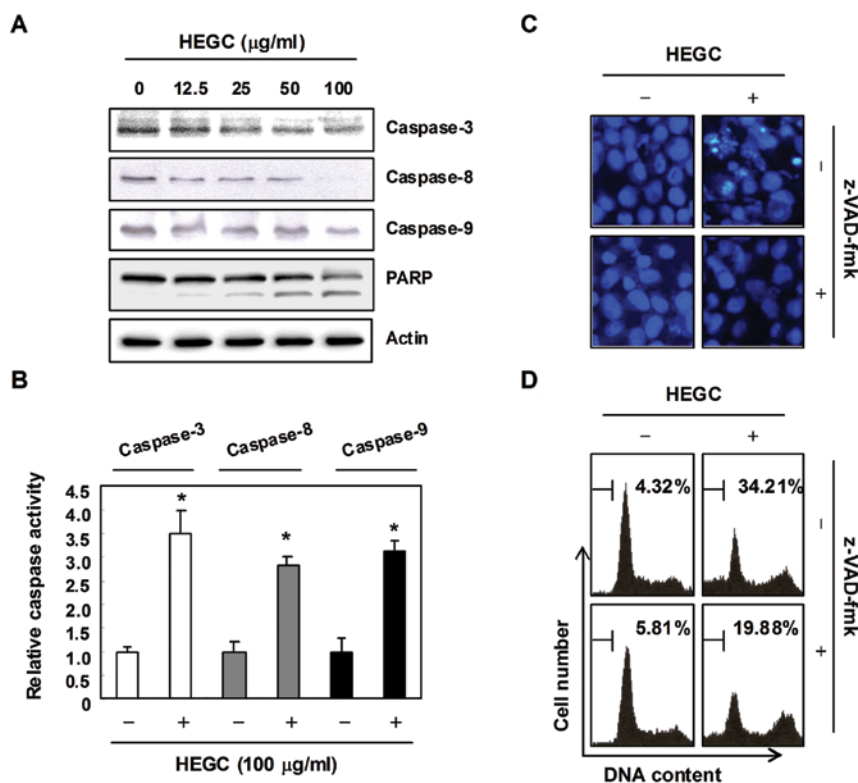 A
HEGC (μg/ml)
0 12.5 25 50 100
Caspase-3
Caspase-8
Caspase-9
PARP
Actin
B
Caspase-3 Caspase-8 Caspase-9
Relative caspase activity
4.5
4.0
3.5
3.0
2.5
2.0
1.5
1.0
0.5
0.0
* * *
– + – + – +
HEGC (100 μg/ml)
C
HEGC
– +
–
+
z-VAD-fmk
D
HEGC
– +
4.32% 34.21%
–
5.81% 19.88%
+
z-VAD-fmk
Cell number
DNA content